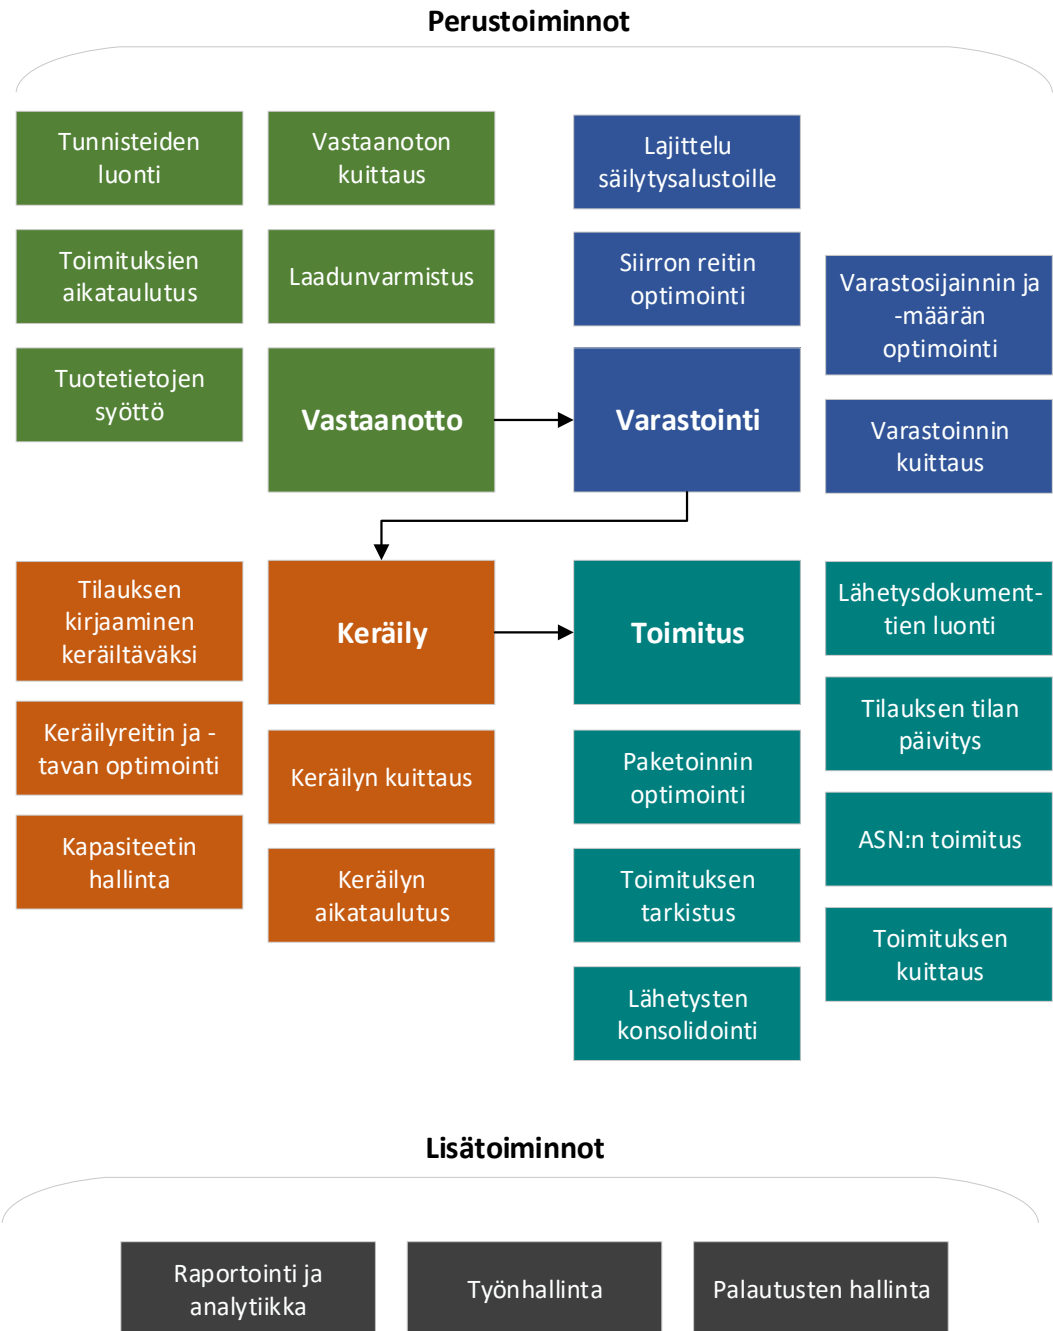 Perustoiminnot
Tunnisteiden
luonti
Vastaanoton
kuittaus
Lajittelu
säilytysalustoille
Toimituksien
aikataulutus
Laadunvarmistus
Siirron reitin
optimointi
Varastosijainnin ja
-määrän
optimointi
Tuotetietojen
syöttö
Vastaanotto
Varastointi
Varastoinnin
kuittaus
Tilauksen
kirjaaminen
keräiltäväksi
Keräily
Toimitus
Lähetysdokument-
tien luonti
Keräilyreitin ja -
tavan optimointi
Keräilyn kuittaus
Paketoinnin
optimointi
Tilauksen tilan
päivitys
Kapasiteetin
hallinta
Keräilyn
aikataulutus
Toimituksen
tarkistus
ASN:n toimitus
Lähetysten
konsolidointi
Toimituksen
kuittaus
Lisätoiminnot
Raportointi ja
analytiikka
Työnhallinta
Palautusten hallinta